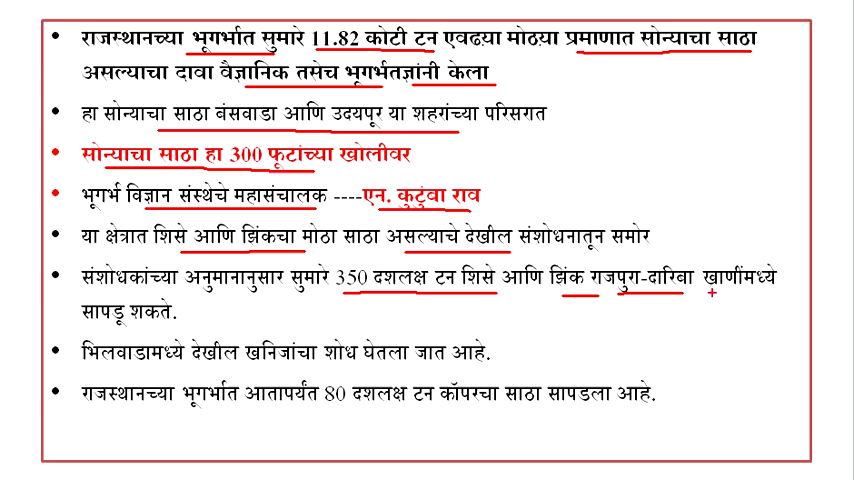 • राजस्थानच्या भूगर्भात सुमारे 11.82 कोटी टन एवढ्या मोठ्या प्रमाणात सोन्याचा साठा
असल्याचा दावा वैज्ञानिक तसेच भूगर्भतज्ञांनी केला
• हा सोन्याचा साठा बंसवाडा आणि उदयपूर या शहरांच्या परिसरात
• सोन्याचा साठा हा 300 फूटांच्या खोलीवर
• भूगर्भ विज्ञान संस्थेचे महासंचालक ----एन. कुटुंबा राव
• या क्षेत्रात शिसे आणि झिंकचा मोठा साठा असल्याचे देखील संशोधनातून समोर
• संशोधकांच्या अनुमानानुसार सुमारे 350 दशलक्ष टन शिसे आणि झिंक राजपुरा-दारिबा खाणींमध्ये
सापडू शकते.
• भिलवाडामध्ये देखील खनिजांचा शोध घेतला जात आहे.
• राजस्थानच्या भूगर्भात आतापर्यंत 80 दशलक्ष टन कॉपरचा साठा सापडला आहे.